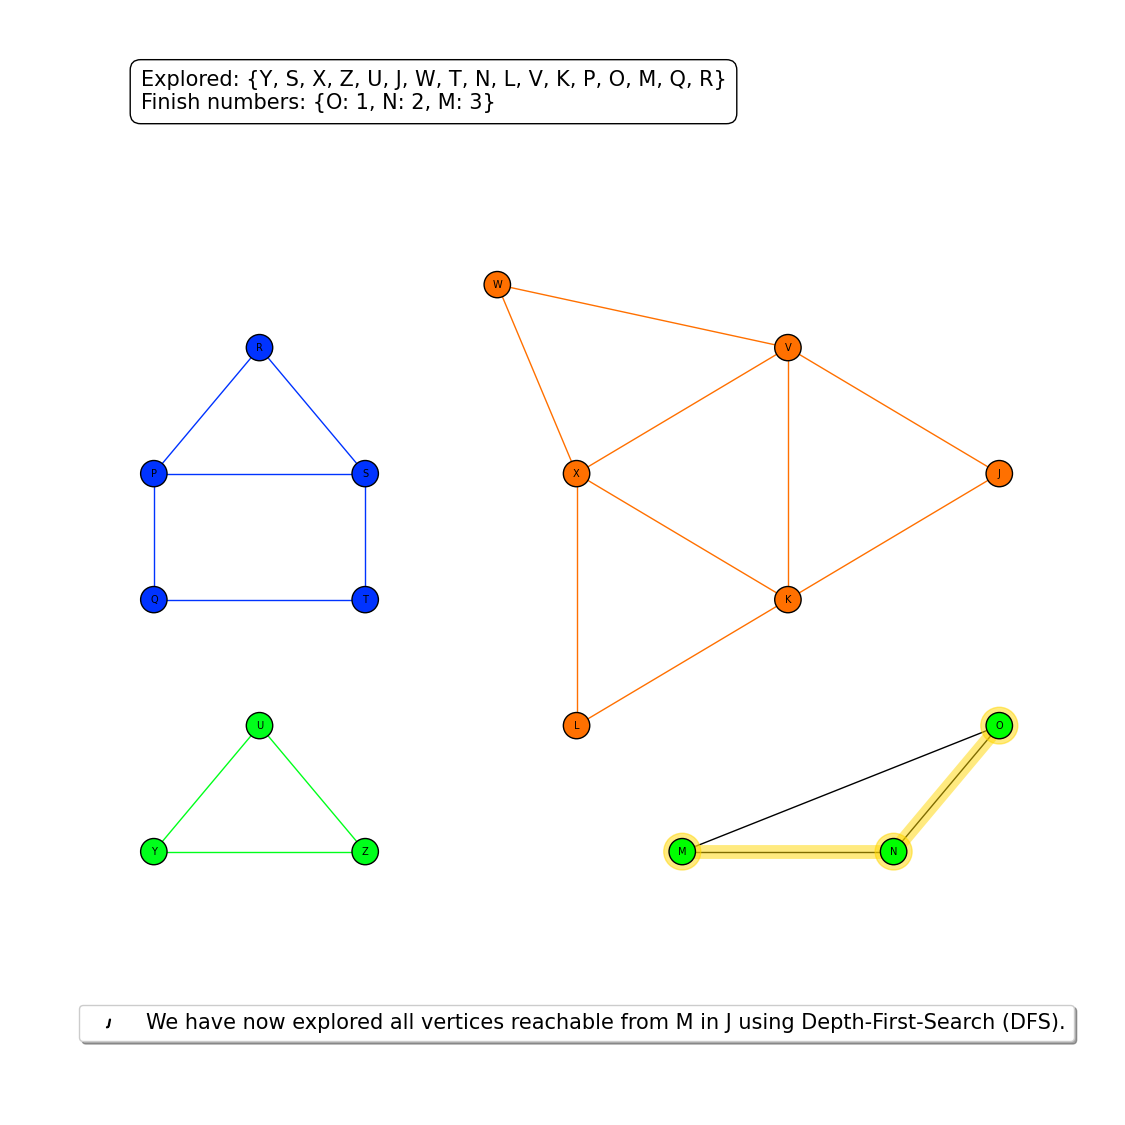 Explored: {Y, S, X, Z, U, J, W, T, N, L, V, K, P, O, M, Q, R}
Finish numbers: {O: 1, N: 2, M: 3}
W
R
V
P
S
X
J
Q
T
K
U
L
O
Y
Z
M
N
We have now explored all vertices reachable from M in J using Depth-First-Search (DFS).